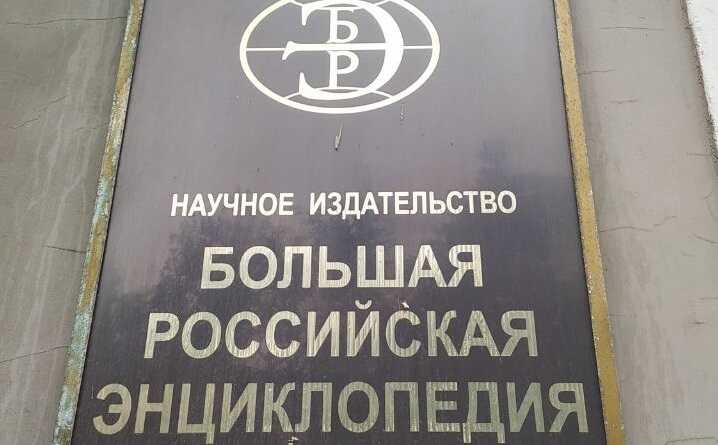 Б
Э
Р
НАУЧНОЕ ИЗДАТЕЛЬСТВО
БОЛЬШАЯ
РОССИЙСКАЯ
ЭНЦИКЛОПЕДИЯ